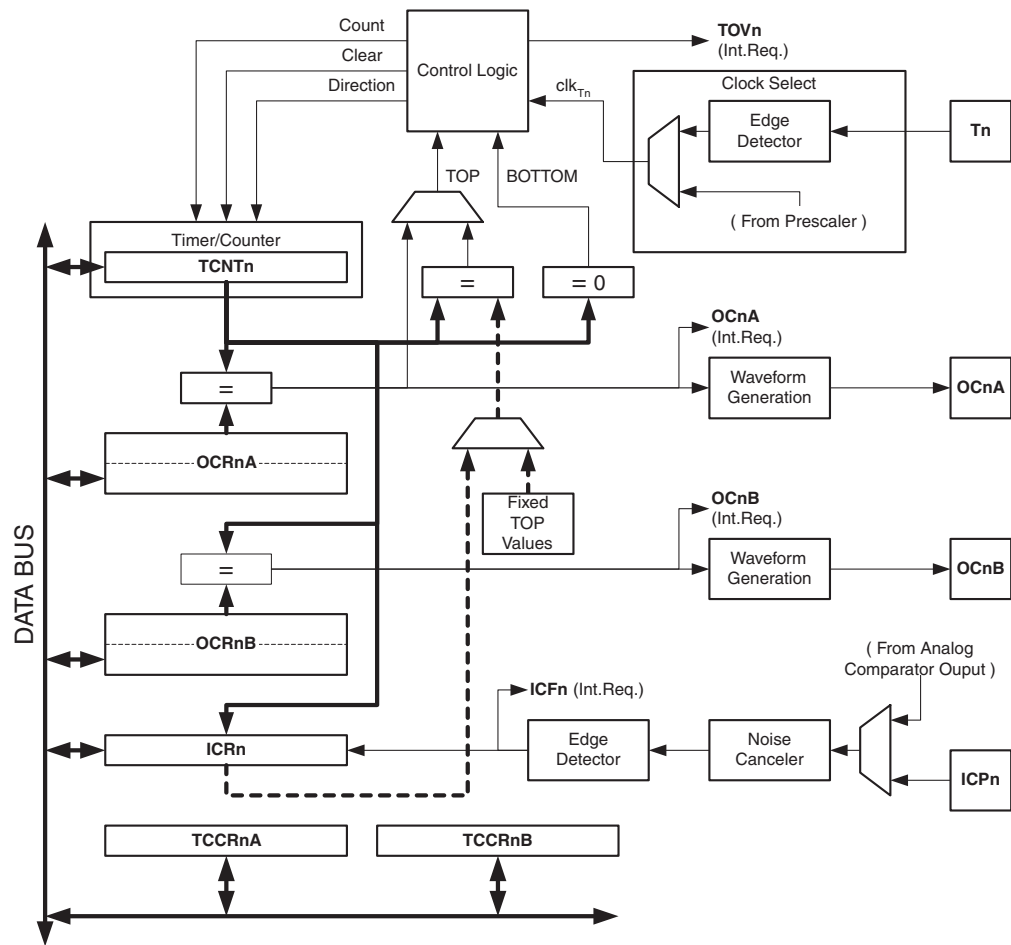 Count
Clear
Direction
Control Logic
TOVn
(Int.Req.)
clkTn
Clock Select
Edge
Detector
Tn
( From Prescaler )
TOP
BOTTOM
Timer/Counter
TCNTn
=
= 0
OCnA
(Int.Req.)
=
Waveform
Generation
OCnA
OCRnA
Fixed
TOP
Values
OCnB
(Int.Req.)
=
Waveform
Generation
OCnB
DATA BUS
OCRnB
( From Analog
Comparator Ouput )
ICFn (Int.Req.)
ICRn
Edge
Detector
Noise
Canceler
ICPn
TCCRnA
TCCRnB